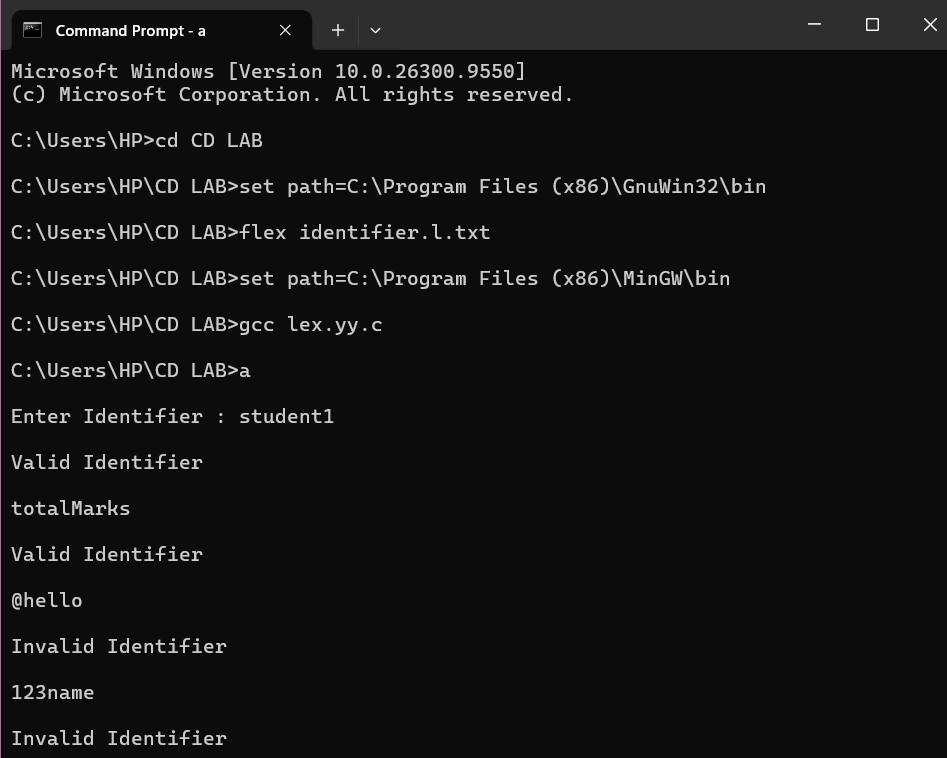 Command Prompt - a
Microsoft Windows [Version 10.0.26300.9550]
(c) Microsoft Corporation. All rights reserved.
C:\Users\HP>cd CD LAB
C:\Users\HP\CD LAB>set path=C:\Program Files (x86)\GnuWin32\bin
C:\Users\HP\CD LAB>flex identifier.l.txt
C:\Users\HP\CD LAB>set path=C:\Program Files (x86)\MinGW\bin
C:\Users\HP\CD LAB>gcc lex.yy.c
C:\Users\HP\CD LAB>a
Enter Identifier : student1
Valid Identifier
totalMarks
Valid Identifier
@hello
Invalid Identifier
123name
Invalid Identifier